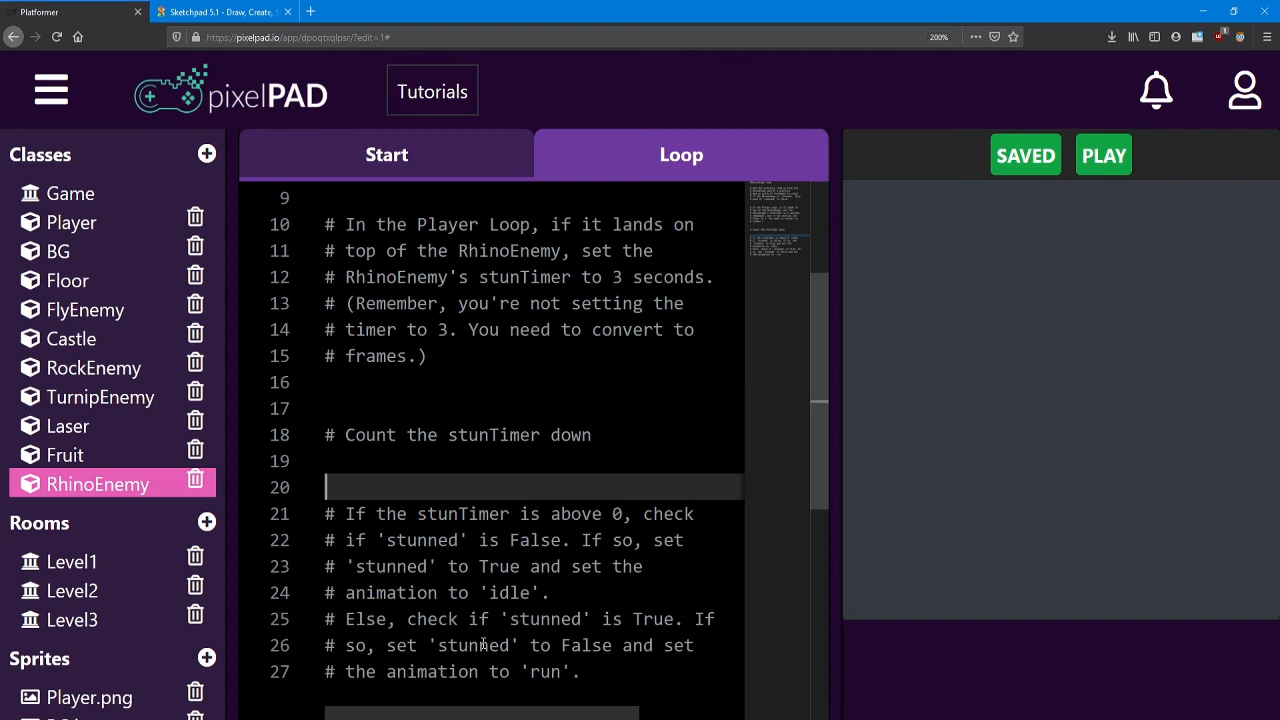 Platformer
Sketchpad 5.1 - Draw, Create, S
https://pixelpad.io/app/dpoqtxqlpsr/?edit=1#
200%
pixelPAD
Tutorials
Classes
Game
Player
BG
Floor
FlyEnemy
Castle
RockEnemy
TurnipEnemy
Laser
Fruit
RhinoEnemy
Rooms
Level1
Level2
Level3
Sprites
Player.png
Start
Loop
9
10 # In the Player Loop, if it lands on
11 # top of the RhinoEnemy, set the
12 # RhinoEnemy's stunTimer to 3 seconds.
13 # (Remember, you're not setting the
14 # timer to 3. You need to convert to
15 # frames.)
16
17
18 # Count the stunTimer down
19
20
21 # If the stunTimer is above 0, check
22 # if 'stunned' is False. If so, set
23 # 'stunned' to True and set the
24 # animation to 'idle'.
25 # Else, check if 'stunned' is True. If
26 # so, set 'stunned' to False and set
27 # the animation to 'run'.
SAVED
PLAY